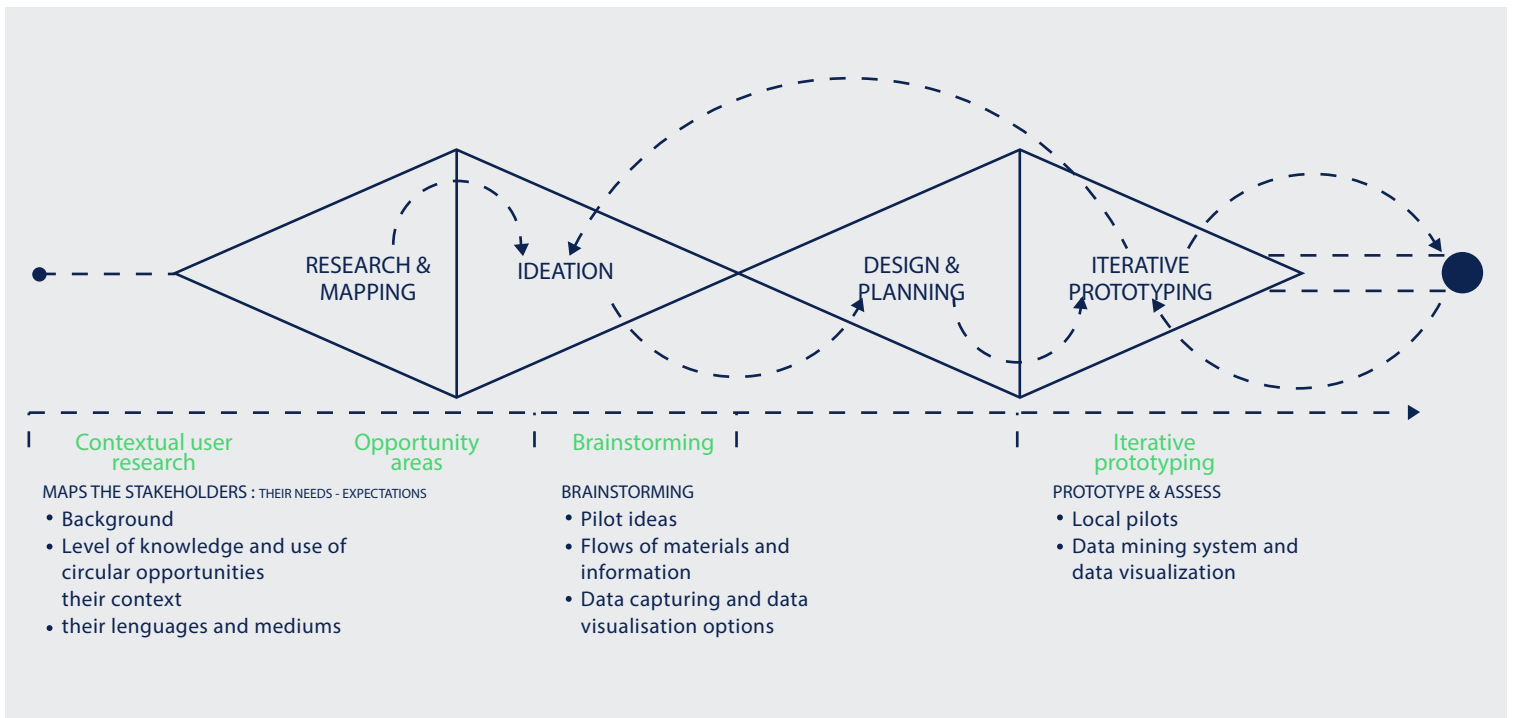 RESEARCH &
MAPPING
IDEATION
DESIGN &
PLANNING
ITERATIVE
PROTOTYPING
Contextual user
research
Opportunity
areas
Brainstorming
Iterative
prototyping
MAPS THE STAKEHOLDERS : THEIR NEEDS - EXPECTATIONS
• Background
• Level of knowledge and use of
circular opportunities
their context
• their lenguages and mediums
BRAINSTORMING
• Pilot ideas
• Flows of materials and
information
• Data capturing and data
visualisation options
PROTOTYPE & ASSESS
• Local pilots
• Data mining system and
data visualization